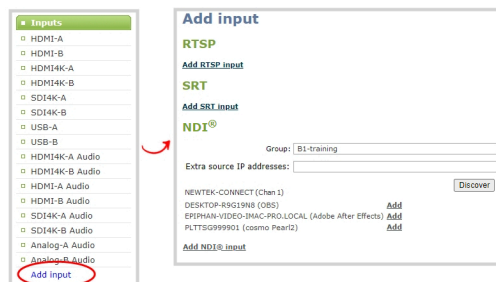 Inputs
HDMI-A
HDMI-B
HDMI4K-A
HDMI4K-B
SDI4K-A
SDI4K-B
USB-A
USB-B
HDMI4K-A Audio
HDMI4K-B Audio
HDMI-A Audio
HDMI-B Audio
SDI4K-A Audio
SDI4K-B Audio
Analog-A Audio
Analog-B Audio
Add input
Add input
RTSP
Add RTSP input
SRT
Add SRT input
NDI®
Group: B1-training
Extra source IP addresses:
Discover
NEWTEK-CONNECT (Chan 1)
DESKTOP-R9G19N8 (OBS) Add
EPIPHAN-VIDEO-IMAC-PRO.LOCAL (Adobe After Effects) Add
PLTTSG999901 (cosmo Pearl2) Add
Add NDI® input